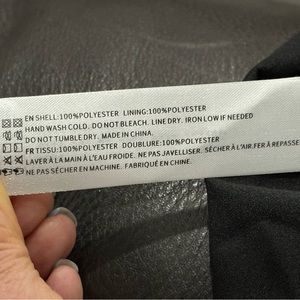 EN SHELL:100%POLYESTER LINING:100%POLYESTER
HAND WASH COLD. DO NOT BLEACH. LINE DRY. IRON LOW IF NEEDED
DO NOT TUMBLE DRY. MADE IN CHINA.
FR TISSU:100%POLYESTER DOUBLURE:100%POLYESTER
LAVER À LA MAIN À L'EAU FROIDE. NE PAS JAVELLISER. SÉCHER À L'AIR.FER À REPASSE
NE PAS SÉCHER EN MACHINE. FABRIQUÉ EN CHINE.